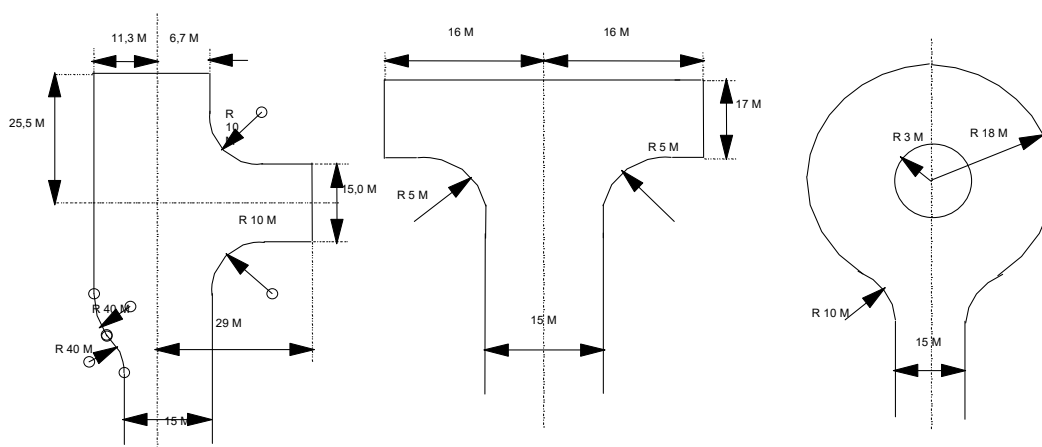 11,3 M
6,7 M
25,5 M
R
10
M
15,0 M
R 10 M
R 40 M
R 40 M
29 M
15 M
16 M
16 M
17 M
R 5 M
R 5 M
15 M
R 3 M
R 18 M
R 10 M
15 M